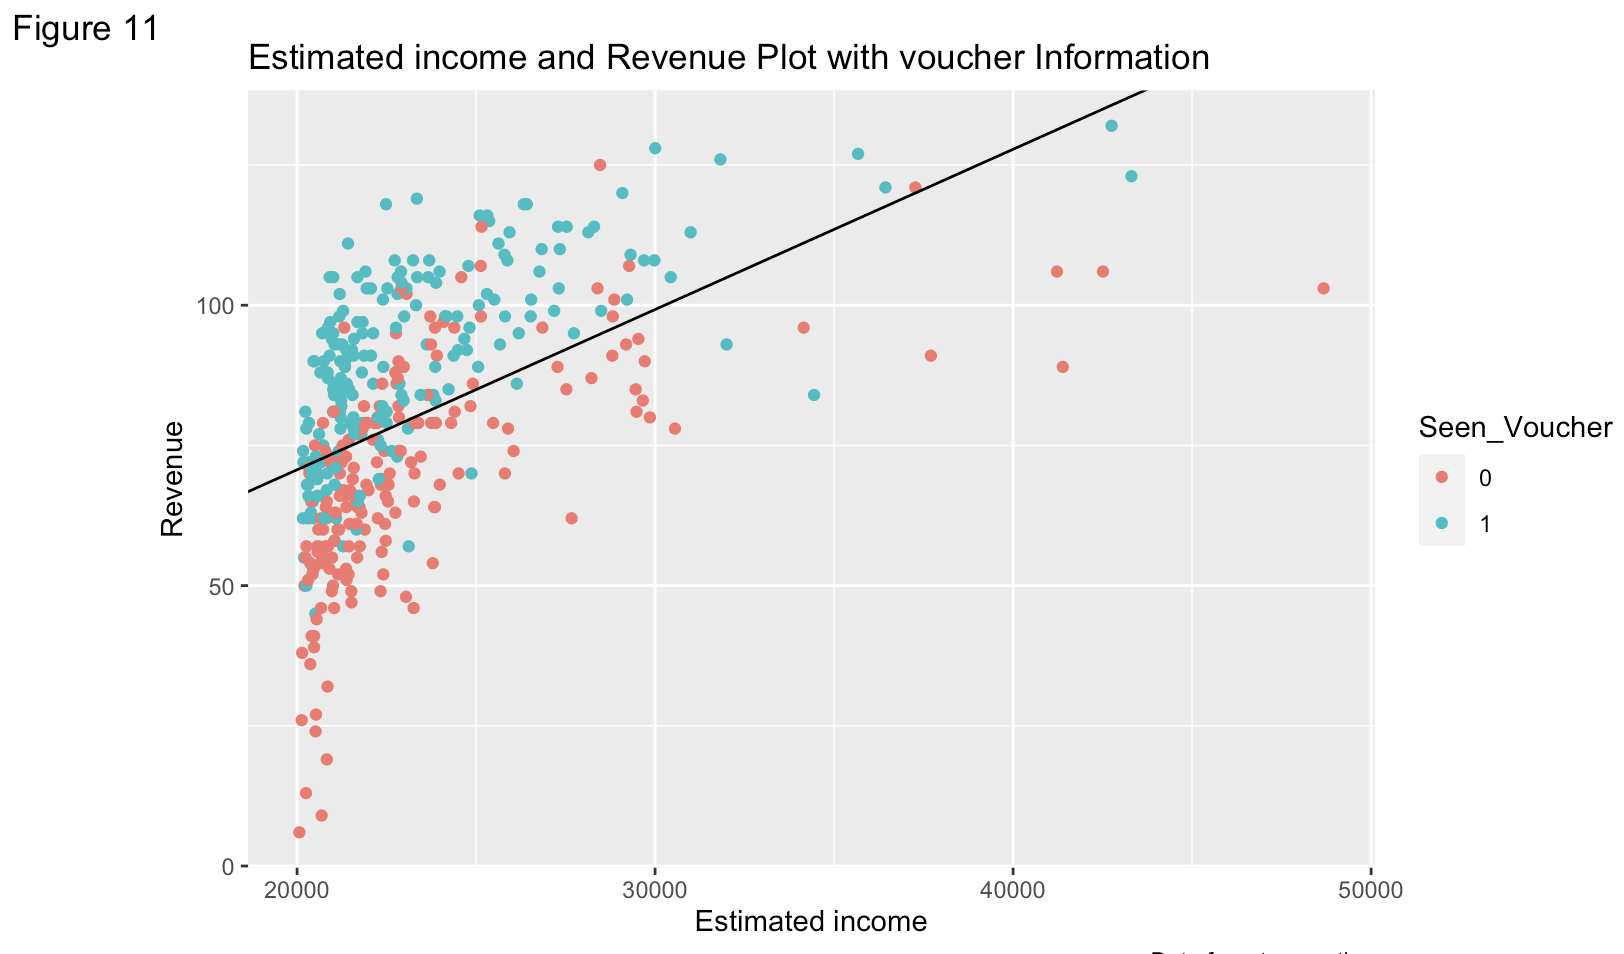 Figure 11
Estimated income and Revenue Plot with voucher Information
Revenue
100
50
0
20000
30000
40000
50000
Estimated income
Seen_Voucher
0
1